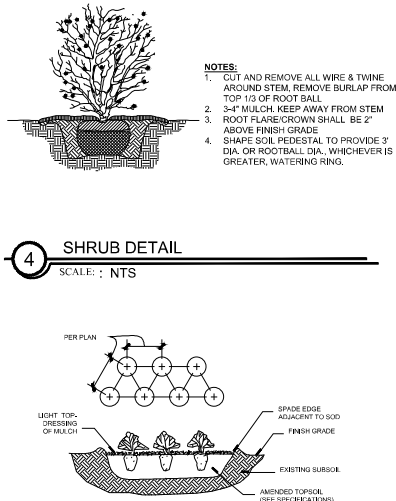 NOTES:
1. CUT AND REMOVE ALL WIRE & TWINE
AROUND STEM, REMOVE BURLAP FROM
TOP 1/3 OF ROOT BALL
2. 3-4" MULCH. KEEP AWAY FROM STEM
3. ROOT FLARE/CROWN SHALL BE 2"
ABOVE FINISH GRADE
4. SHAPE SOIL PEDESTAL TO PROVIDE 3'
DIA. OR ROOTBALL DIA., WHICHEVER IS
GREATER, WATERING RING.
4 SHRUB DETAIL
SCALE: : NTS
PER PLAN
LIGHT TOP-
DRESSING
OF MULCH
SPADE EDGE
ADJACENT TO SOD
FINISH GRADE
EXISTING SUBSOIL
AMENDED TOPSOIL
(SEE SPECIFICATIONS)